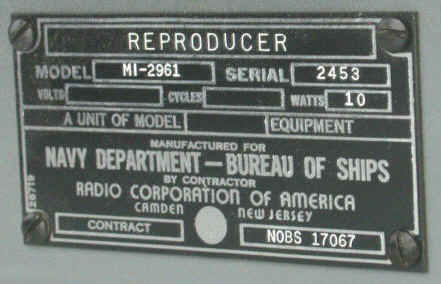 REPRODUCER
MODEL MI-2961 SERIAL 2453
VOLTS CYCLES WATTS 10
A UNIT OF MODEL EQUIPMENT
MANUFACTURED FOR
NAVY DEPARTMENT — BUREAU OF SHIPS
BY CONTRACTOR
RADIO CORPORATION OF AMERICA
CAMDEN NEW JERSEY
CONTRACT NOBS 17067